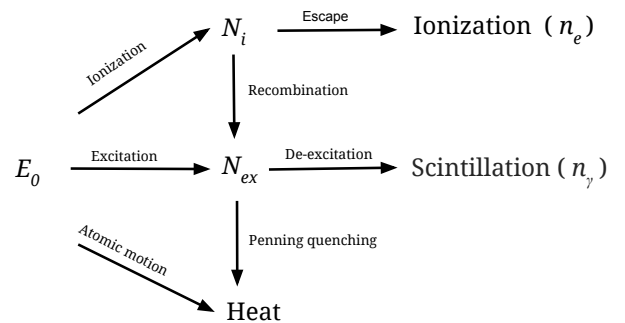 Escape
N_i
Ionization ( n_e )
Ionization
Recombination
Excitation
De-excitation
E_0
N_ex
Scintillation ( n_γ )
Atomic motion
Penning quenching
Heat